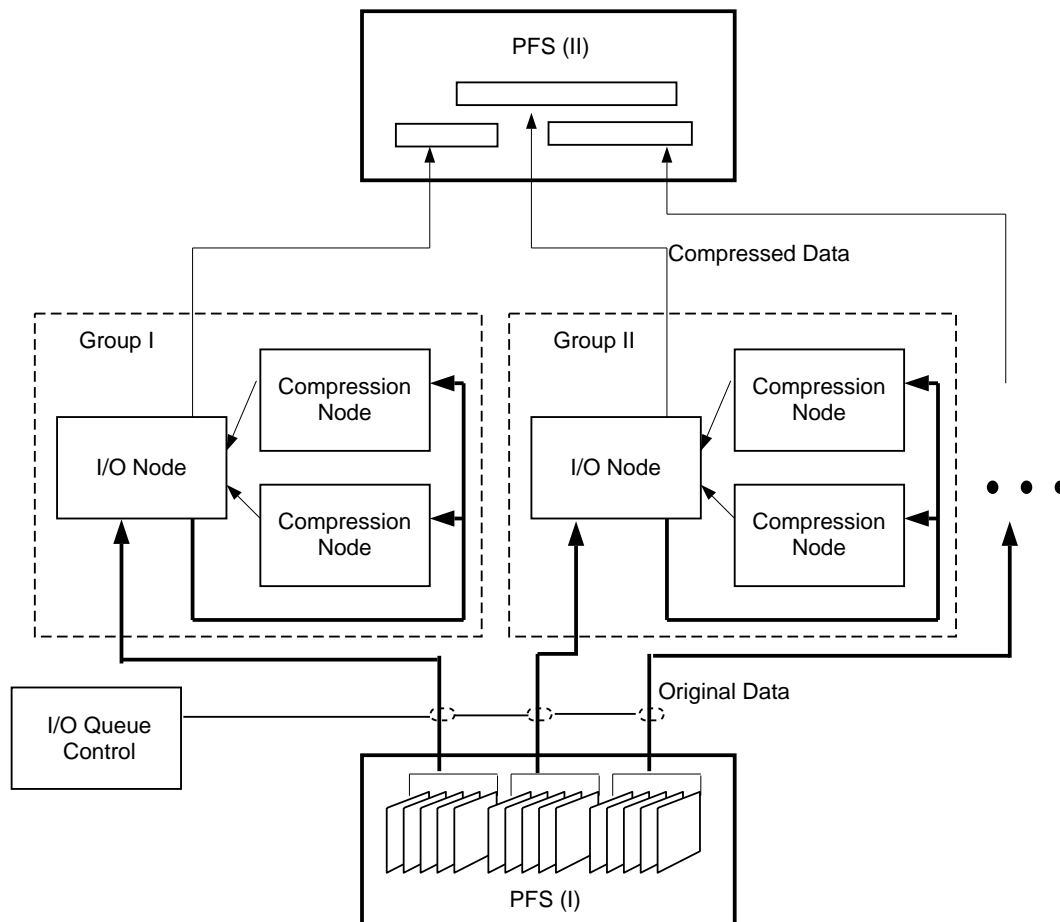 PFS (II)
Compressed Data
Group I
Compression
Node
I/O Node
Compression
Node
Group II
Compression
Node
I/O Node
Compression
Node
Original Data
I/O Queue
Control
PFS (I)